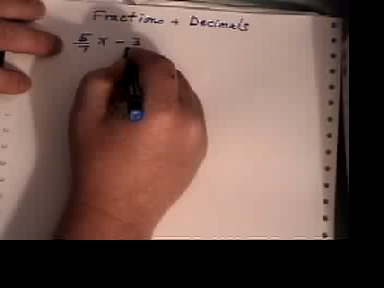 Fractions + Decimals
5/7 x - 3